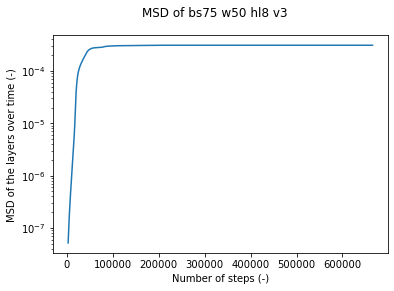 MSD of bs75 w50 hl8 v3
MSD of the layers over time (-)
10⁻⁴
10⁻⁵
10⁻⁶
10⁻⁷
0 100000 200000 300000 400000 500000 600000
Number of steps (-)